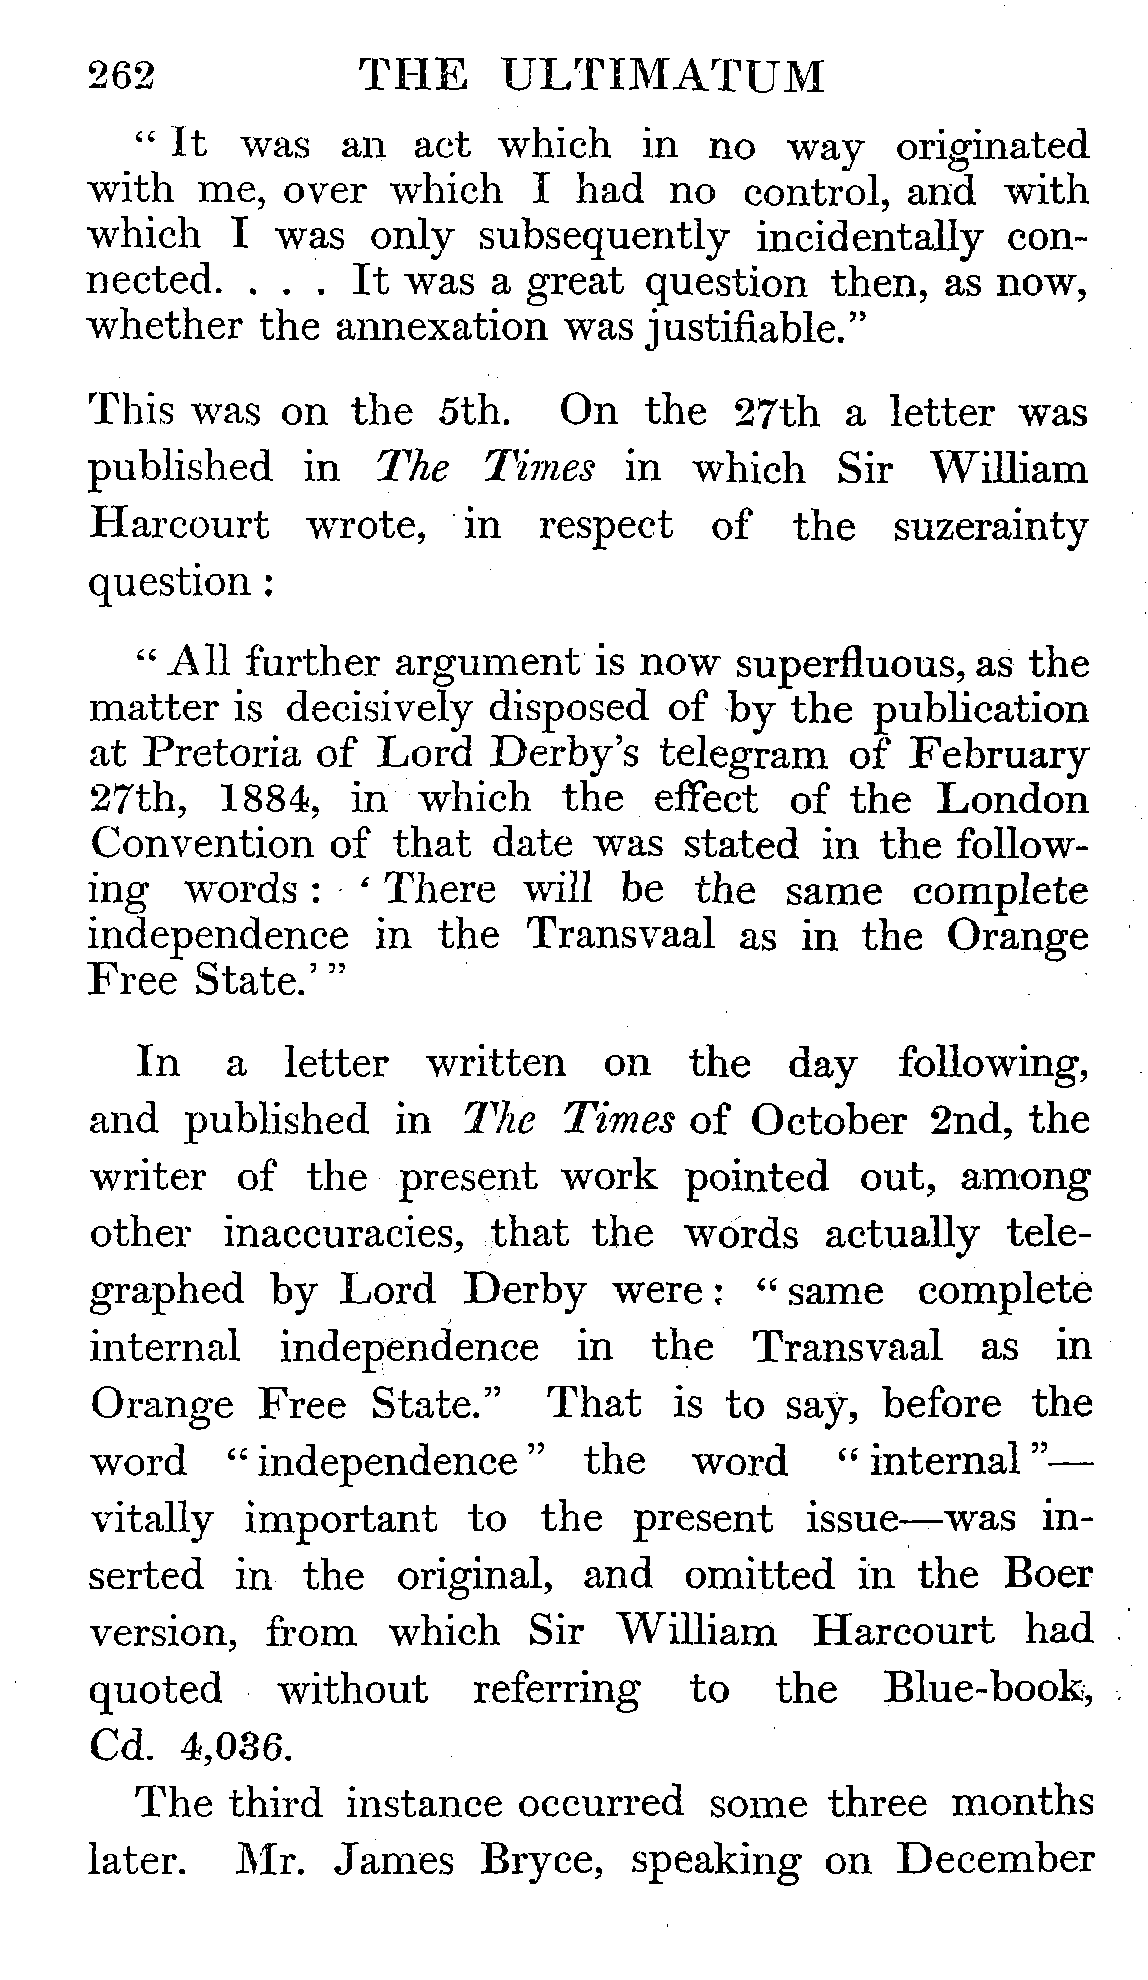 262 THE ULTIMATUM
“ It was an act which in no way originated
with me, over which I had no control, and with
which I was only subsequently incidentally con-
nected. . . . It was a great question then, as now,
whether the annexation was justifiable.”
This was on the 5th. On the 27th a letter was
published in The Times in which Sir William
Harcourt wrote, in respect of the suzerainty
question :
“ All further argument is now superfluous, as the
matter is decisively disposed of by the publication
at Pretoria of Lord Derby’s telegram of February
27th, 1884, in which the effect of the London
Convention of that date was stated in the follow-
ing words : ‘ There will be the same complete
independence in the Transvaal as in the Orange
Free State.’ ”
In a letter written on the day following,
and published in The Times of October 2nd, the
writer of the present work pointed out, among
other inaccuracies, that the words actually tele-
graphed by Lord Derby were : “ same complete
internal independence in the Transvaal as in
Orange Free State.” That is to say, before the
word “ independence ” the word “ internal ”—
vitally important to the present issue—was in-
serted in the original, and omitted in the Boer
version, from which Sir William Harcourt had
quoted without referring to the Blue-book,
Cd. 4,036.
The third instance occurred some three months
later. Mr. James Bryce, speaking on December